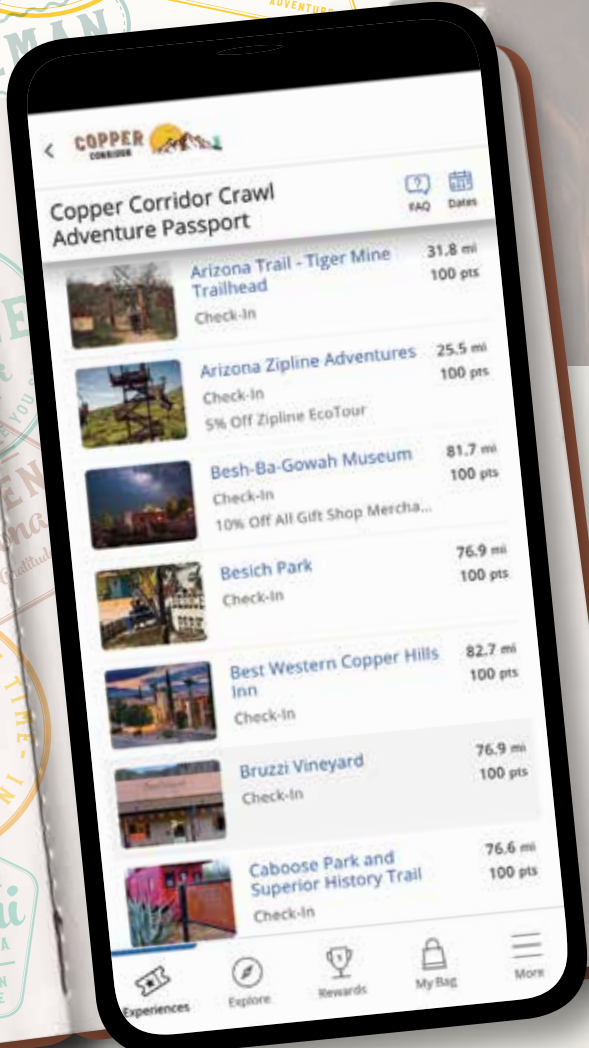 ADVENTURE
MAN
COPPER
CORRIDOR
Copper Corridor Crawl
Adventure Passport
FAQ
Dates
Arizona Trail - Tiger Mine
Trailhead
31.8 mi
100 pts
Check-In
Arizona Zipline Adventures
25.5 mi
100 pts
Check-In
5% Off Zipline EcoTour
Besh-Ba-Gowah Museum
81.7 mi
100 pts
Check-In
10% Off All Gift Shop Mercha...
Besich Park
76.9 mi
100 pts
Check-In
Best Western Copper Hills
Inn
82.7 mi
100 pts
Check-In
Bruzzi Vineyard
76.9 mi
100 pts
Check-In
Caboose Park and
Superior History Trail
76.6 mi
100 pts
Check-In
Experiences
Explore
Rewards
My Bag
More
Gratitud
TIME-IN